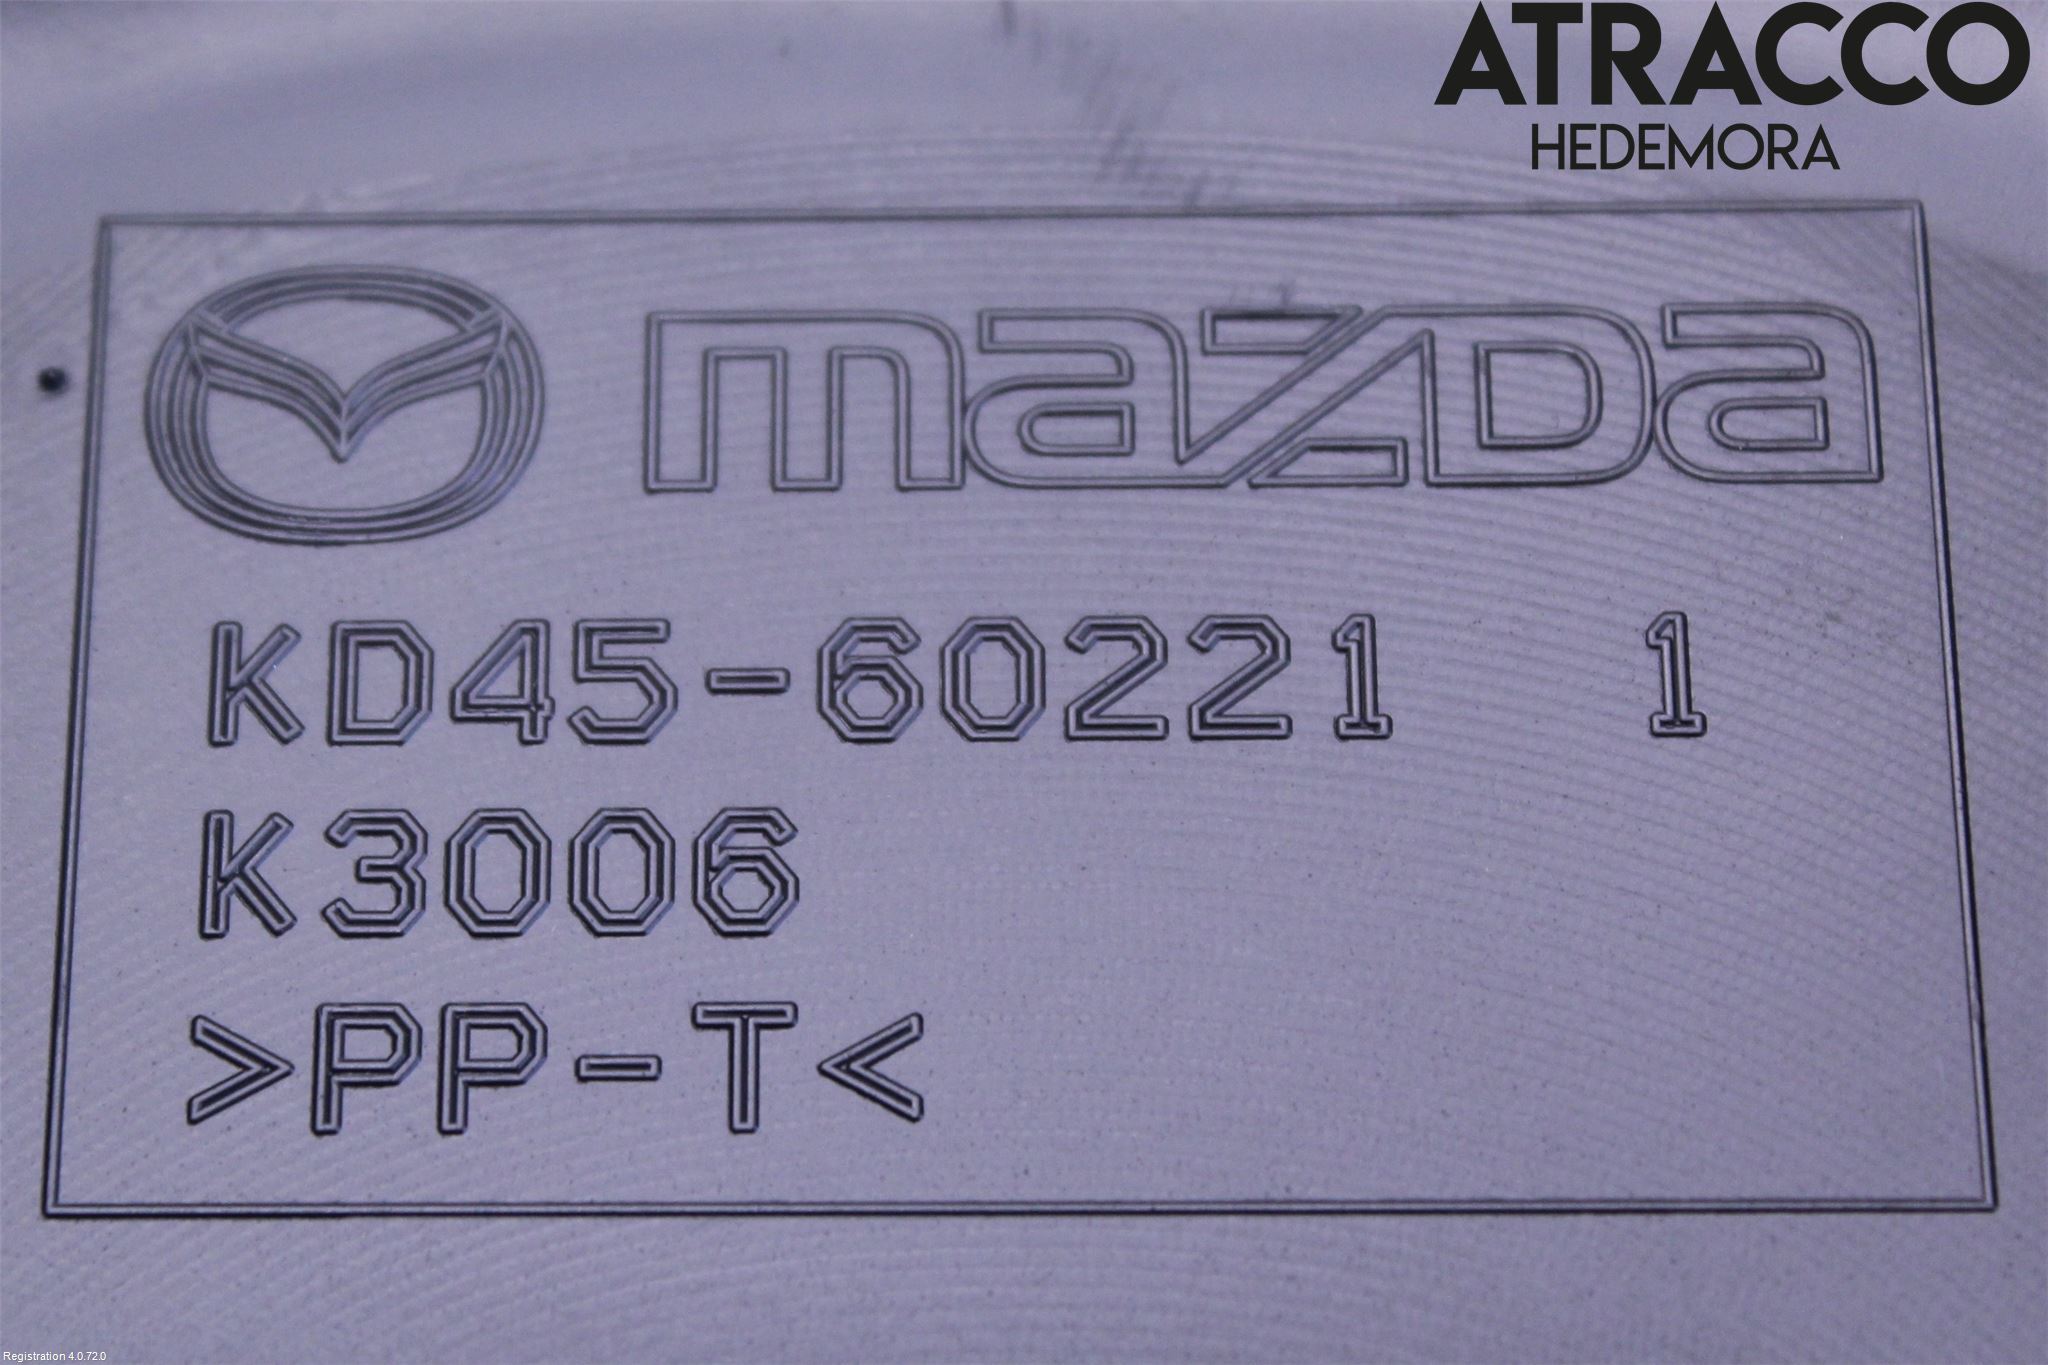 ATRACCO
HEDEMORA
mazda
KD45-60221 1
K3006
>PP-T<
Registration 4.0.72.0